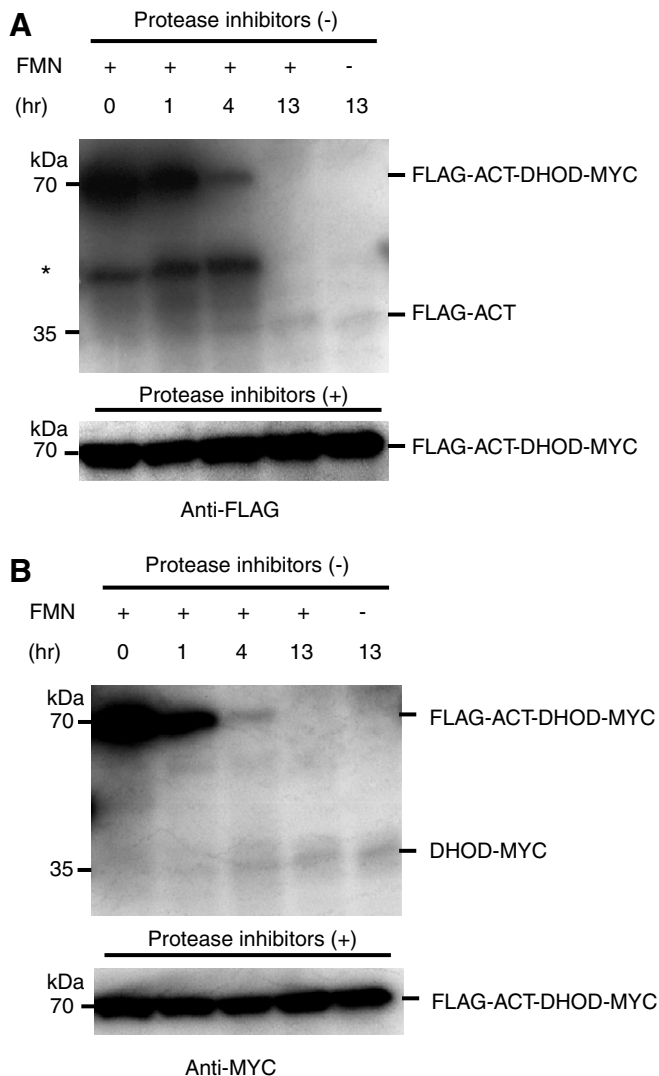 A
Protease inhibitors (-)
FMN + + + + -
(hr) 0 1 4 13 13
kDa
70
FLAG-ACT-DHOD-MYC
*
FLAG-ACT
35
Protease inhibitors (+)
kDa
70
FLAG-ACT-DHOD-MYC
Anti-FLAG
B
Protease inhibitors (-)
FMN + + + + -
(hr) 0 1 4 13 13
kDa
70
FLAG-ACT-DHOD-MYC
DHOD-MYC
35
Protease inhibitors (+)
kDa
70
FLAG-ACT-DHOD-MYC
Anti-MYC